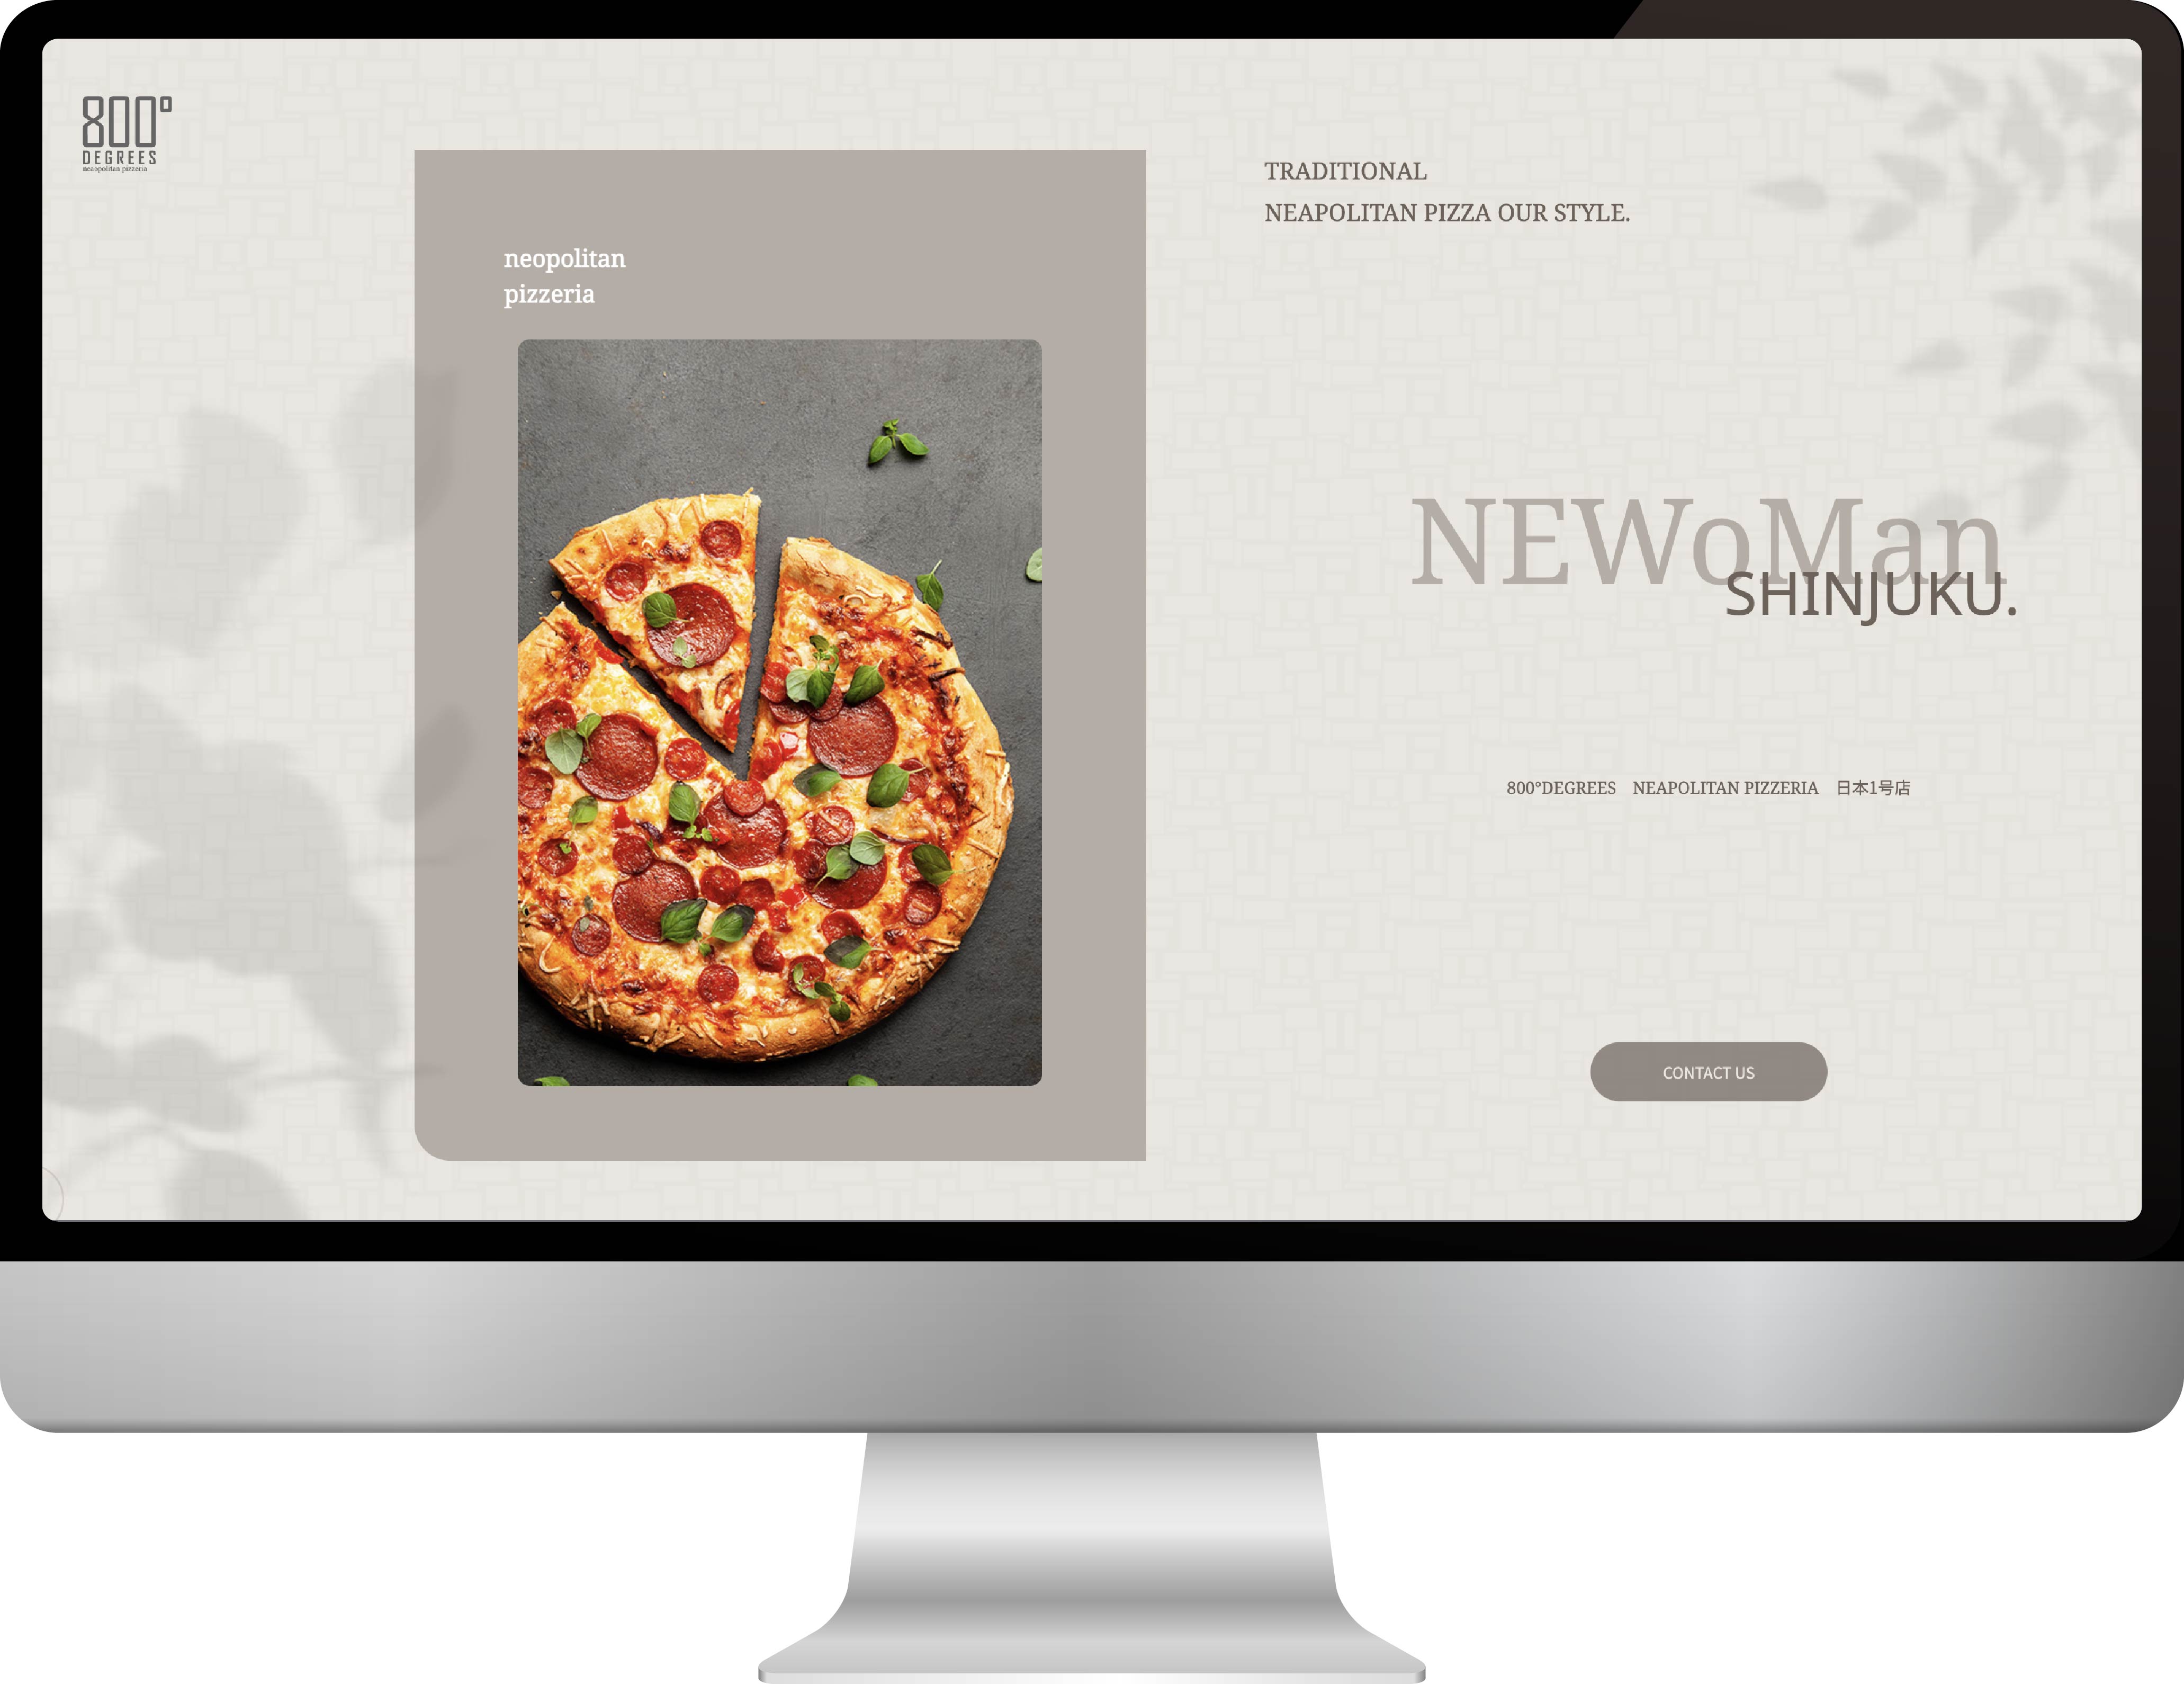 800°
DEGREES
neaopolitan pizzeria
neopolitan
pizzeria
TRADITIONAL
NEAPOLITAN PIZZA OUR STYLE.
NEWoMan
SHINJUKU.
800°DEGREES NEAPOLITAN PIZZERIA 日本1号店
CONTACT US